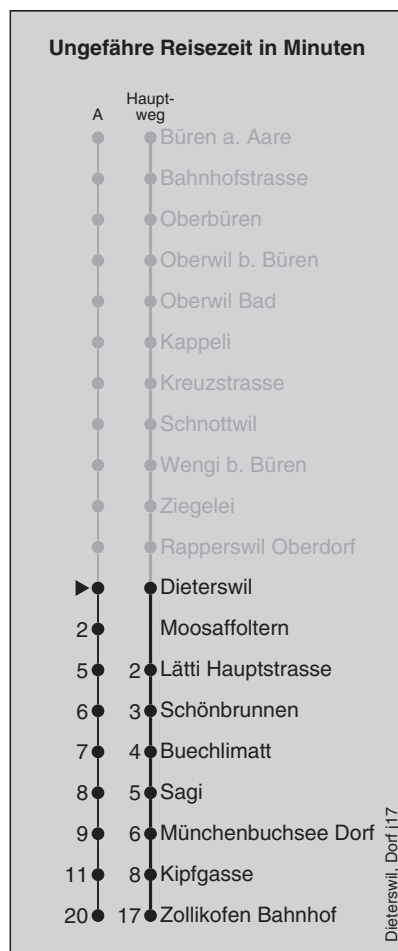 Ungefähre Reisezeit in Minuten
A Haupt-
weg
Büren a. Aare
Bahnhofstrasse
Oberbüren
Oberwil b. Büren
Oberwil Bad
Kappeli
Kreuzstrasse
Schnottwil
Wengi b. Büren
Ziegelei
Rapperswil Oberdorf
Dieterswil
2 Moosaffoltern
5 2 Lätti Hauptstrasse
6 3 Schönbrunnen
7 4 Buechlimatt
8 5 Sagi
9 6 Münchenbuchsee Dorf
11 8 Kipfgasse
20 17 Zollikofen Bahnhof
Dieterswil, Dorf j17